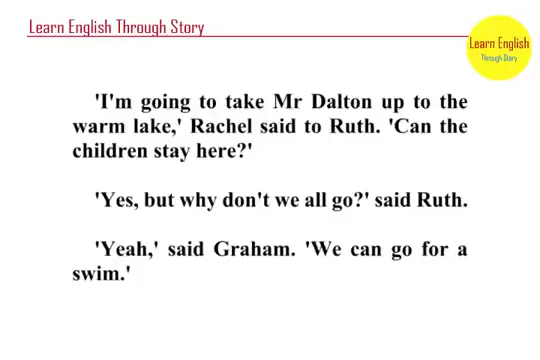 Learn English Through Story
Learn English
Through Story
'I'm going to take Mr Dalton up to the
warm lake,' Rachel said to Ruth. 'Can the
children stay here?'
'Yes, but why don't we all go?' said Ruth.
'Yeah,' said Graham. 'We can go for a
swim.'